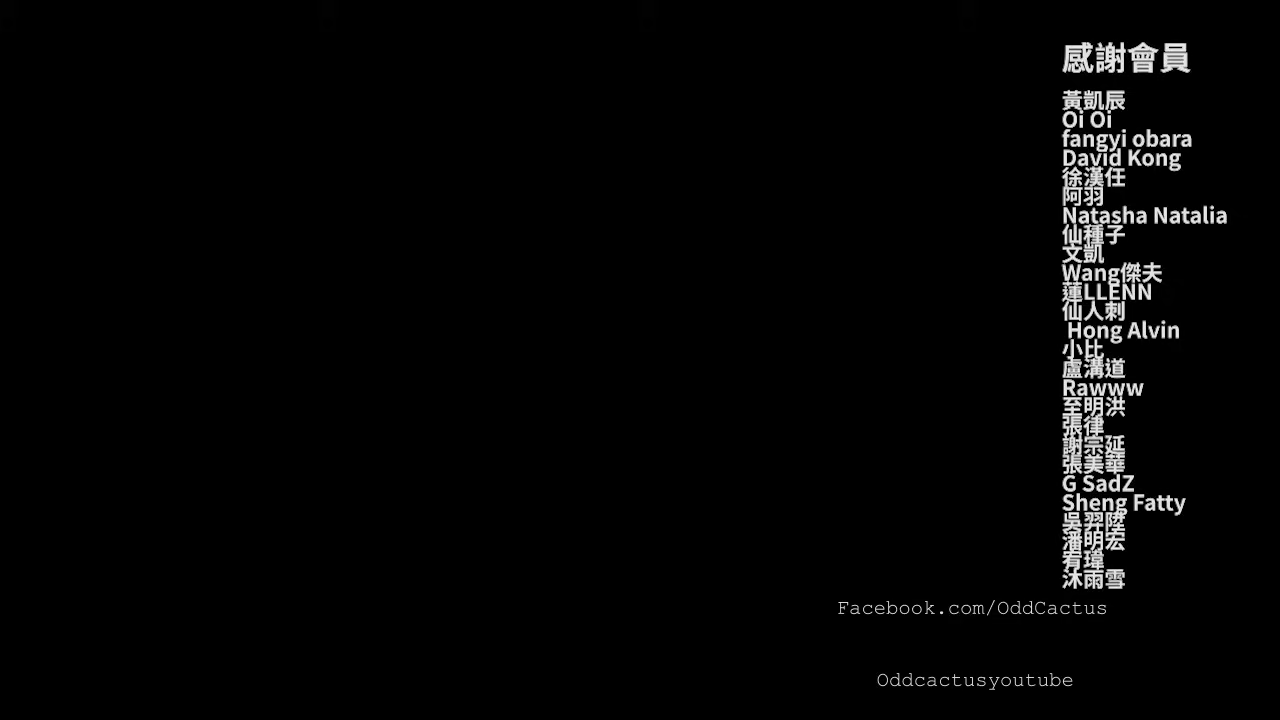 感謝會員
黃凱辰
Oi Oi
fangyi obara
David Kong
徐漢任
阿羽
Natasha Natalia
仙種子
文凱
Wang傑夫
蓮LLENN
仙人刺
Hong Alvin
小比
盧溝道
Rawww
至明洪
張律
謝宗延
張美華
G SadZ
Sheng Fatty
吳羿陞
潘明宏
宥瑋
沐雨雪
Facebook.com/OddCactus
Oddcactusyoutube